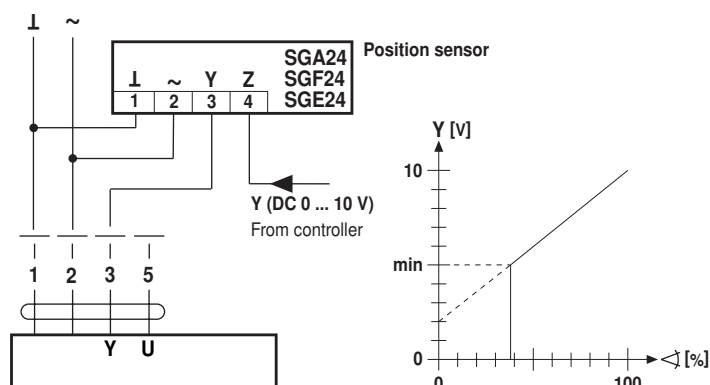 ⊥ ~
SGA24
SGF24
SGE24
Position sensor
⊥ ~ Y Z
1 2 3 4
Y (DC 0 ... 10 V)
From controller
1 2 3 5
Y U
Y [V]
10
min
0
0 100
∢ [%]